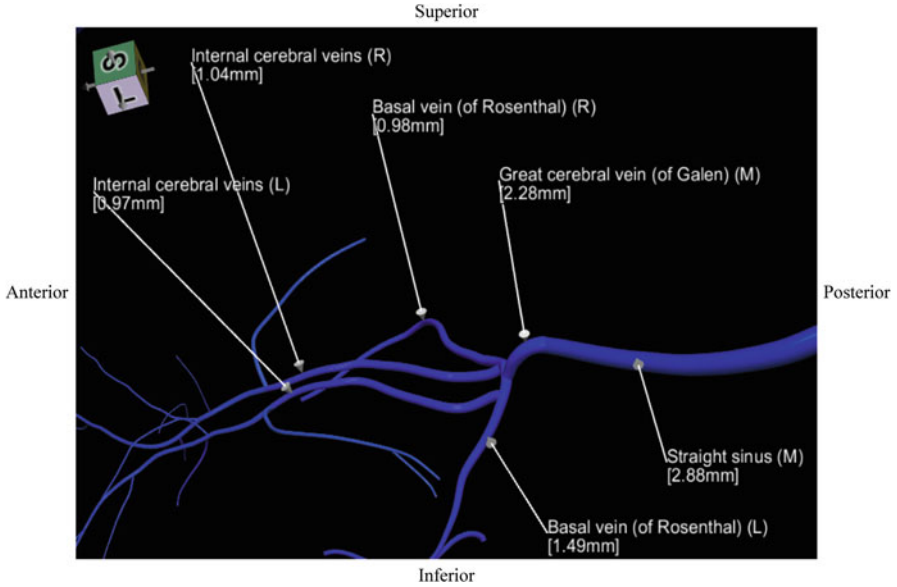 Superior
S
L
Internal cerebral veins (R)
[1.04mm]
Basal vein (of Rosenthal) (R)
[0.98mm]
Great cerebral vein (of Galen) (M)
[2.28mm]
Internal cerebral veins (L)
[0.97mm]
Anterior
Posterior
Straight sinus (M)
[2.88mm]
Basal vein (of Rosenthal) (L)
[1.49mm]
Inferior